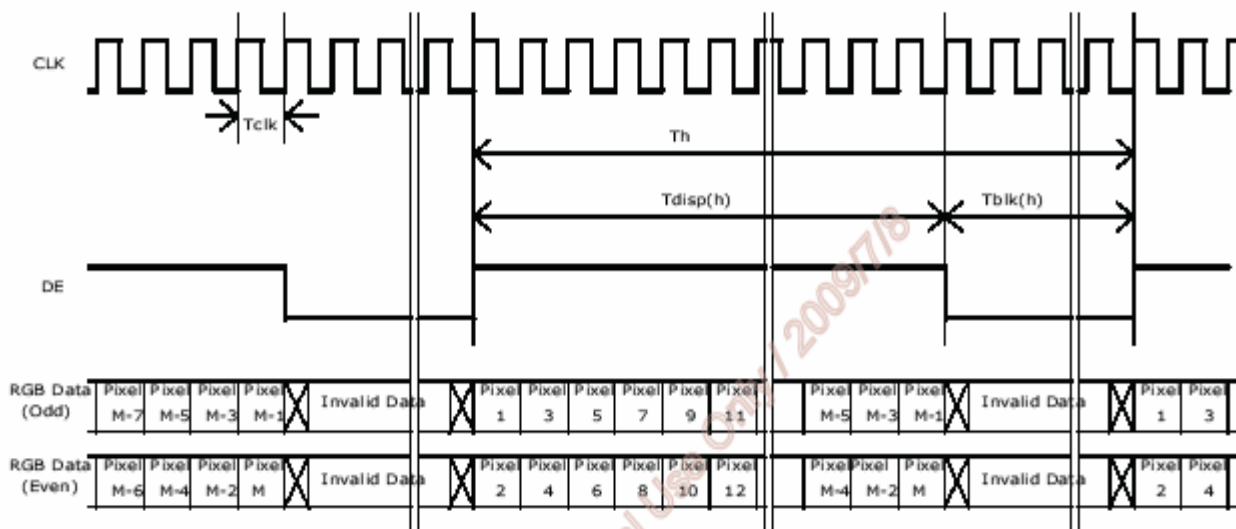 CLK
Tclk
Th
Tdisp(h)
Tblk(h)
DE
RGB Data
(Odd)
Pixel M-7 Pixel M-5 Pixel M-3 Pixel M-1 Invalid Data Pixel 1 Pixel 3 Pixel 5 Pixel 7 Pixel 9 Pixel 11 Pixel M-5 Pixel M-3 Pixel M-1 Invalid Data Pixel 1 Pixel 3
RGB Data
(Even)
Pixel M-6 Pixel M-4 Pixel M-2 Pixel M Invalid Data Pixel 2 Pixel 4 Pixel 6 Pixel 8 Pixel 10 Pixel 12 Pixel M-4 Pixel M-2 Pixel M Invalid Data Pixel 2 Pixel 4
Use Only / 2009/7/8